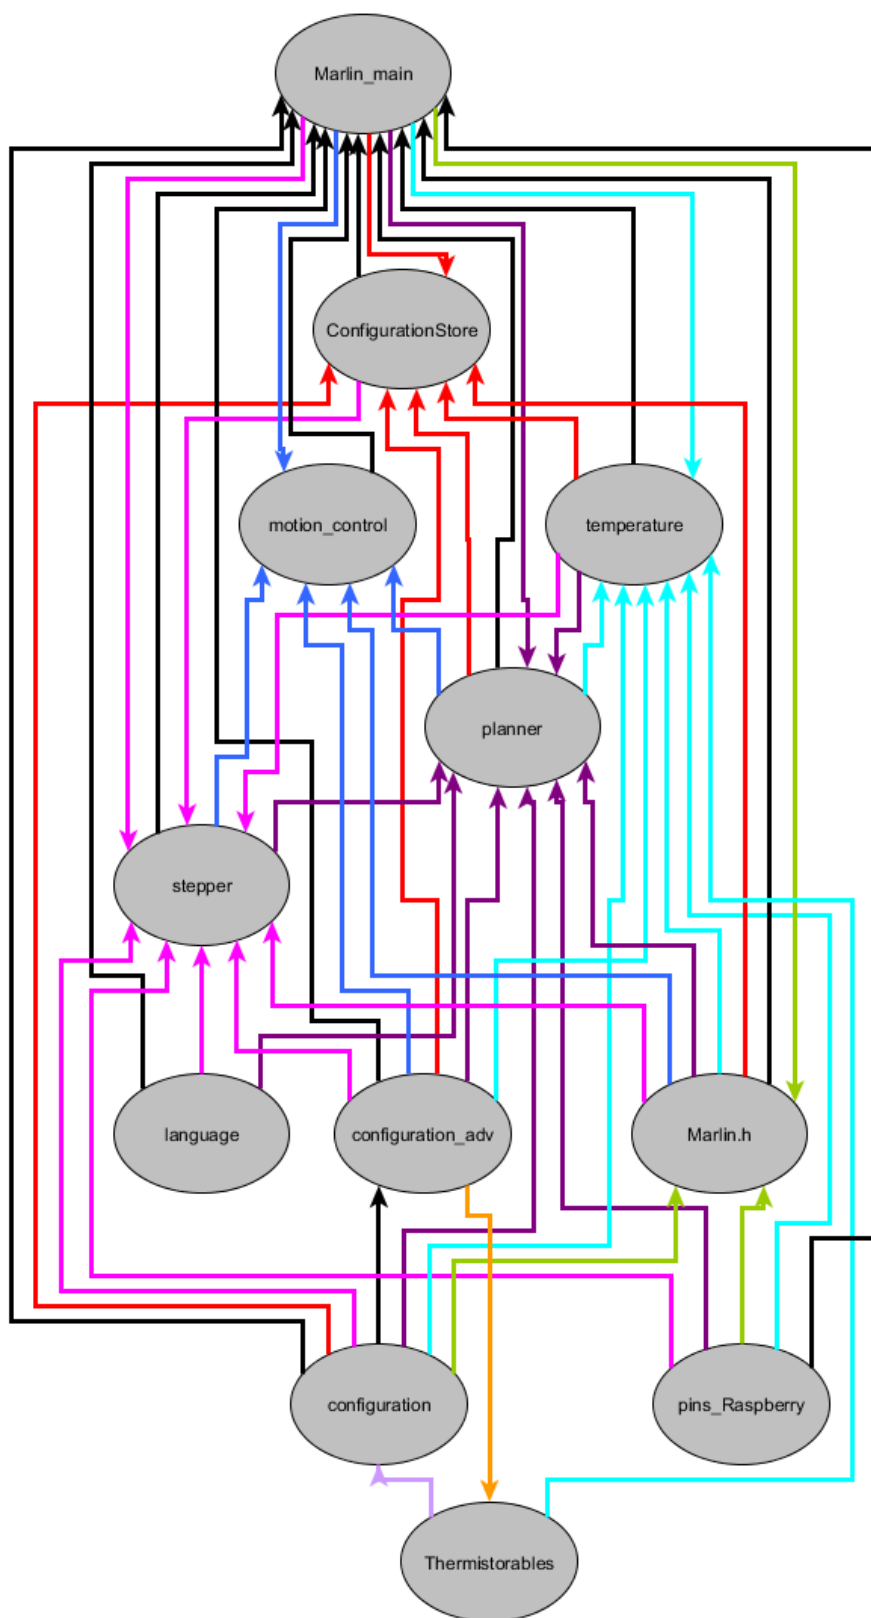 Marlin_main
ConfigurationStore
motion_control
temperature
planner
stepper
language
configuration_adv
Marlin.h
configuration
pins_Raspberry
Thermistorables